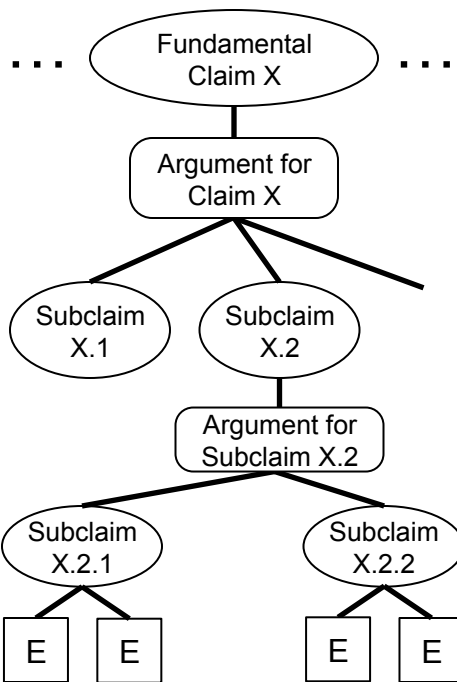 ... Fundamental ...
Claim X
Argument for
Claim X
Subclaim
X.1
Subclaim
X.2
Argument for
Subclaim X.2
Subclaim
X.2.1
Subclaim
X.2.2
E
E
E
E